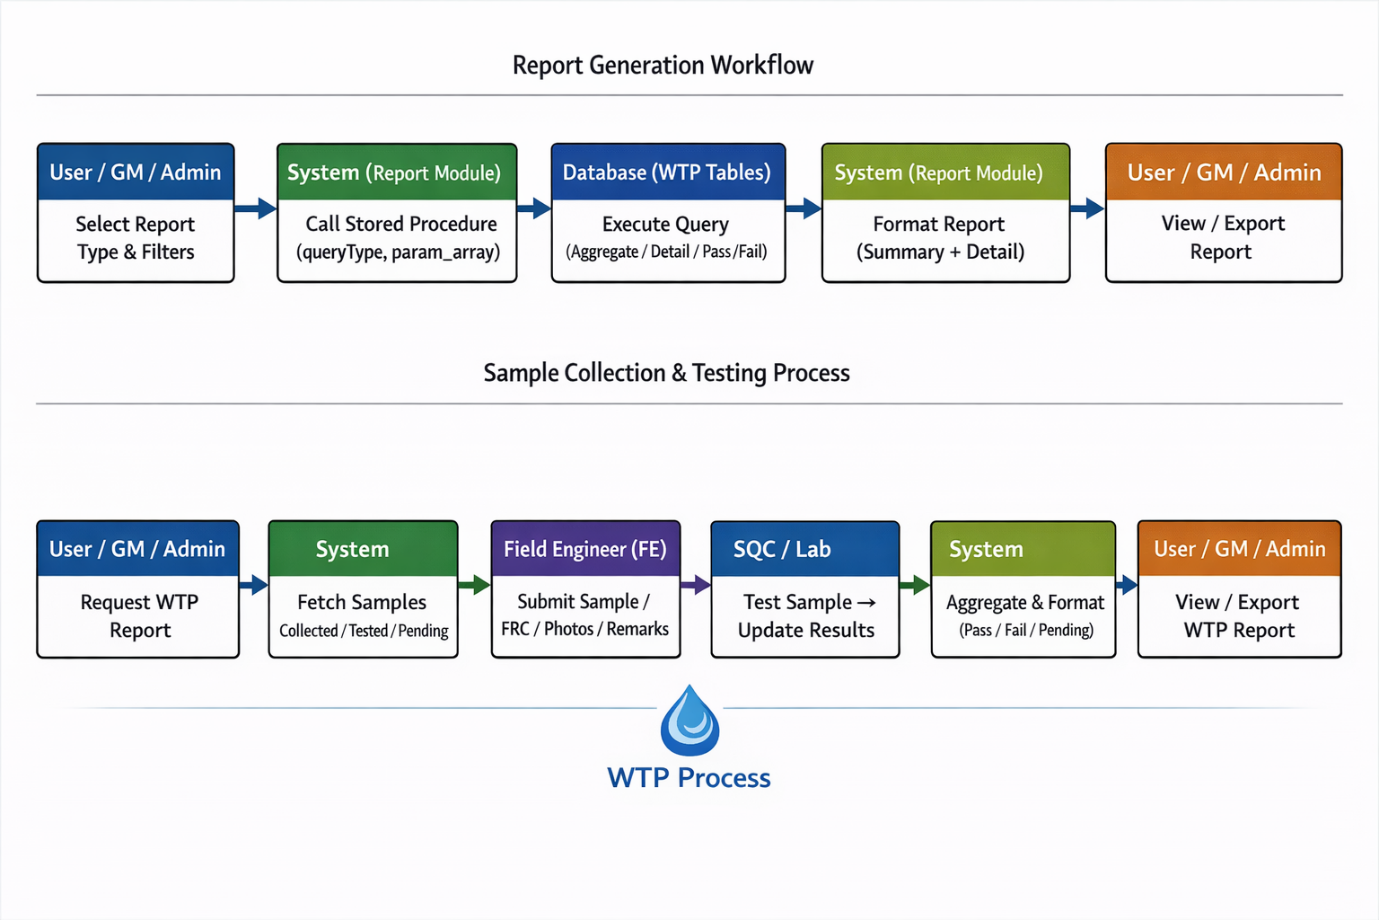 Report Generation Workflow
User / GM / Admin
Select Report
Type & Filters
System (Report Module)
Call Stored Procedure
(queryType, param_array)
Database (WTP Tables)
Execute Query
(Aggregate / Detail / Pass /Fail)
System (Report Module)
Format Report
(Summary + Detail)
User / GM / Admin
View / Export
Report
Sample Collection & Testing Process
User / GM / Admin
Request WTP
Report
System
Fetch Samples
Collected / Tested / Pending
Field Engineer (FE)
Submit Sample /
FRC / Photos / Remarks
SQC / Lab
Test Sample →
Update Results
System
Aggregate & Format
(Pass / Fail / Pending)
User / GM / Admin
View / Export
WTP Report
WTP Process